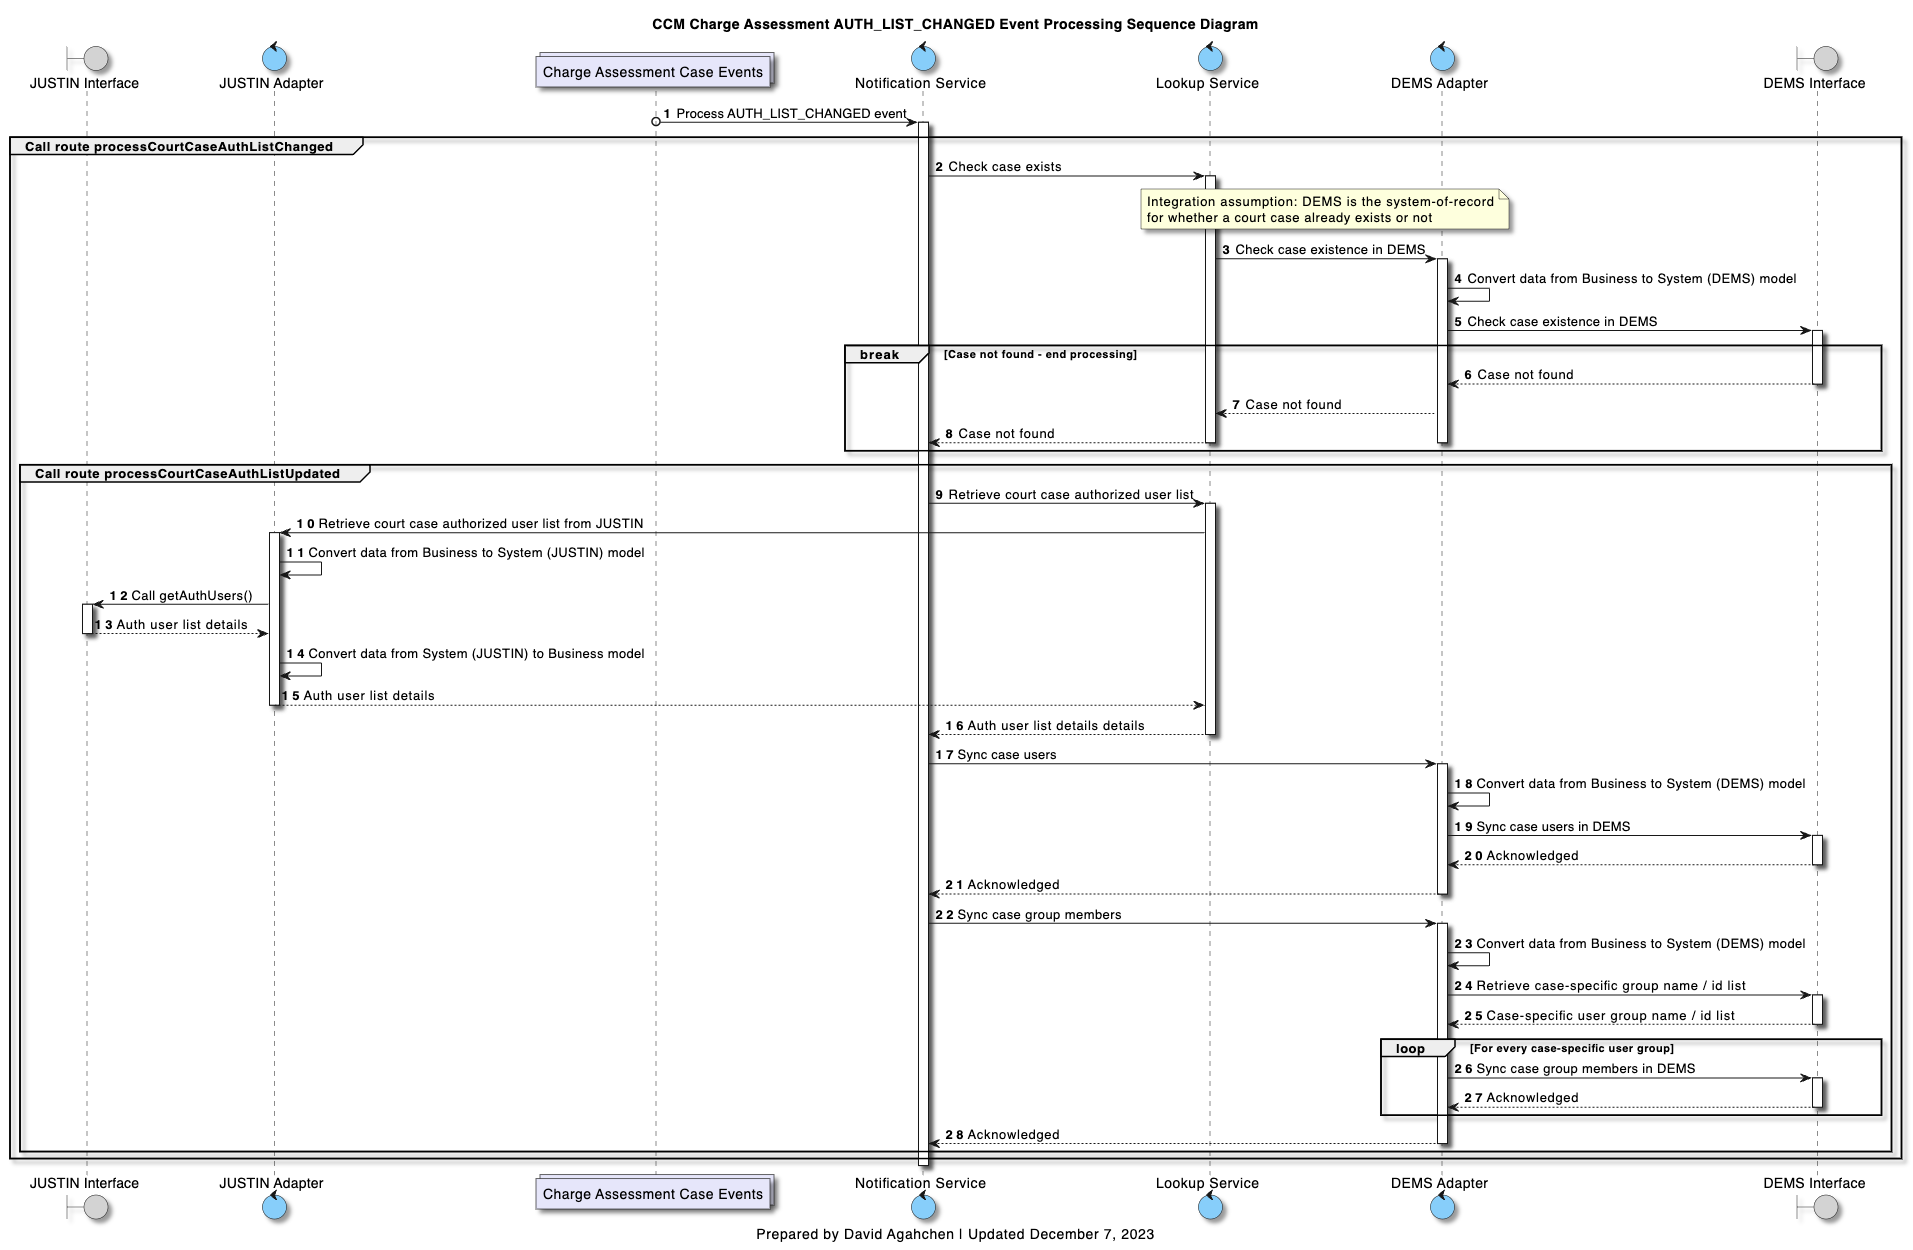 CCM Charge Assessment AUTH_LIST_CHANGED Event Processing Sequence Diagram
JUSTIN Interface
JUSTIN Adapter
Charge Assessment Case Events
Notification Service
Lookup Service
DEMS Adapter
DEMS Interface
1 Process AUTH_LIST_CHANGED event
Call route processCourtCaseAuthListChanged
2 Check case exists
Integration assumption: DEMS is the system-of-record
for whether a court case already exists or not
3 Check case existence in DEMS
4 Convert data from Business to System (DEMS) model
5 Check case existence in DEMS
break [Case not found - end processing]
6 Case not found
7 Case not found
8 Case not found
Call route processCourtCaseAuthListUpdated
9 Retrieve court case authorized user list
10 Retrieve court case authorized user list from JUSTIN
11 Convert data from Business to System (JUSTIN) model
12 Call getAuthUsers()
13 Auth user list details
14 Convert data from System (JUSTIN) to Business model
15 Auth user list details
16 Auth user list details details
17 Sync case users
18 Convert data from Business to System (DEMS) model
19 Sync case users in DEMS
20 Acknowledged
21 Acknowledged
22 Sync case group members
23 Convert data from Business to System (DEMS) model
24 Retrieve case-specific group name / id list
25 Case-specific user group name / id list
loop [For every case-specific user group]
26 Sync case group members in DEMS
27 Acknowledged
28 Acknowledged
JUSTIN Interface
JUSTIN Adapter
Charge Assessment Case Events
Notification Service
Lookup Service
DEMS Adapter
DEMS Interface
Prepared by David Agahchen | Updated December 7, 2023